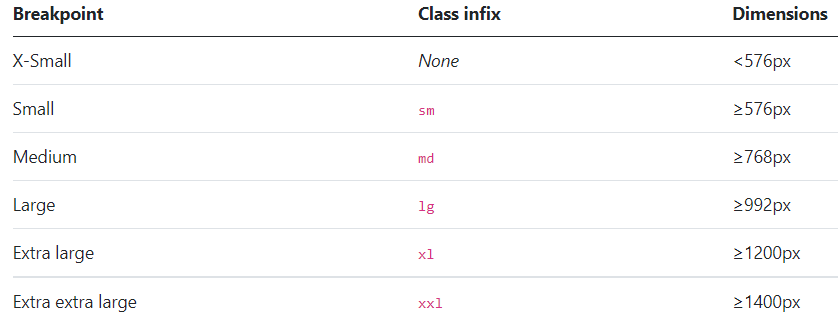 Breakpoint Class infix Dimensions
X-Small None <576px
Small sm ≥576px
Medium md ≥768px
Large lg ≥992px
Extra large xl ≥1200px
Extra extra large xxl ≥1400px